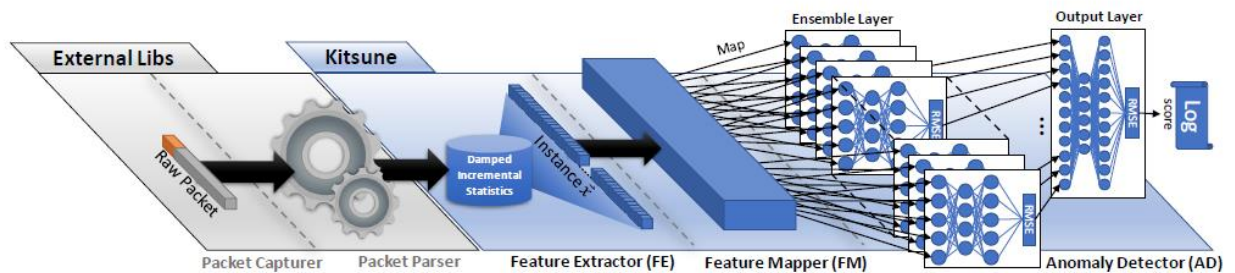 Ensemble Layer
Output Layer
External Libs
Kitsune
Map
Raw Packet
Damped
Incremental
Statistics
Instance x⃗
RMSE
RMSE
RMSE
Log
score
...
Packet Capturer
Packet Parser
Feature Extractor (FE)
Feature Mapper (FM)
Anomaly Detector (AD)